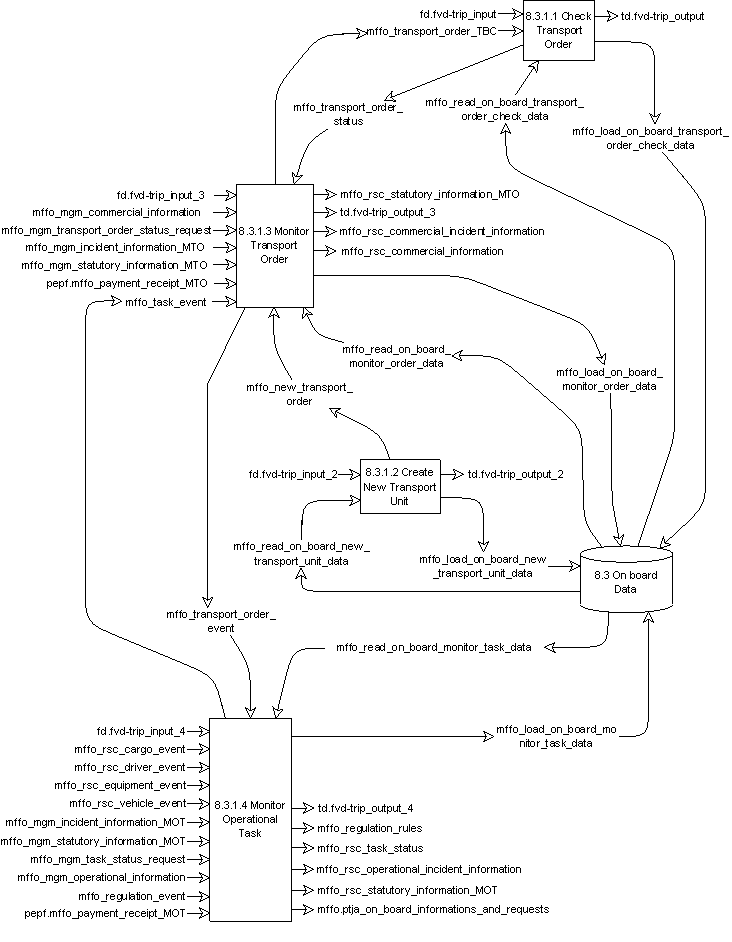 fd.fvd-trip_input
mffo_transport_order_TBC
8.3.1.1 Check
Transport
Order
td.fvd-trip_output
mffo_transport_order_
status
mffo_read_on_board_transport_
order_check_data
mffo_load_on_board_transport_
order_check_data
fd.fvd-trip_input_3
mffo_mgm_commercial_information
mffo_mgm_transport_order_status_request
mffo_mgm_incident_information_MTO
mffo_mgm_statutory_information_MTO
pepf.mffo_payment_receipt_MTO
mffo_task_event
8.3.1.3 Monitor
Transport
Order
mffo_rsc_statutory_information_MTO
td.fvd-trip_output_3
mffo_rsc_commercial_incident_information
mffo_rsc_commercial_information
mffo_read_on_board_
monitor_order_data
mffo_load_on_board_
monitor_order_data
mffo_new_transport_
order
fd.fvd-trip_input_2
8.3.1.2 Create
New Transport
Unit
td.fvd-trip_output_2
mffo_read_on_board_new_
transport_unit_data
mffo_load_on_board_new
_transport_unit_data
8.3 On board
Data
mffo_transport_order_
event
mffo_read_on_board_monitor_task_data
mffo_load_on_board_mo
nitor_task_data
fd.fvd-trip_input_4
mffo_rsc_cargo_event
mffo_rsc_driver_event
mffo_rsc_equipment_event
mffo_rsc_vehicle_event
mffo_mgm_incident_information_MOT
mffo_mgm_statutory_information_MOT
mffo_mgm_task_status_request
mffo_mgm_operational_information
mffo_regulation_event
pepf.mffo_payment_receipt_MOT
8.3.1.4 Monitor
Operational
Task
td.fvd-trip_output_4
mffo_regulation_rules
mffo_rsc_task_status
mffo_rsc_operational_incident_information
mffo_rsc_statutory_information_MOT
mffo.ptja_on_board_informations_and_requests